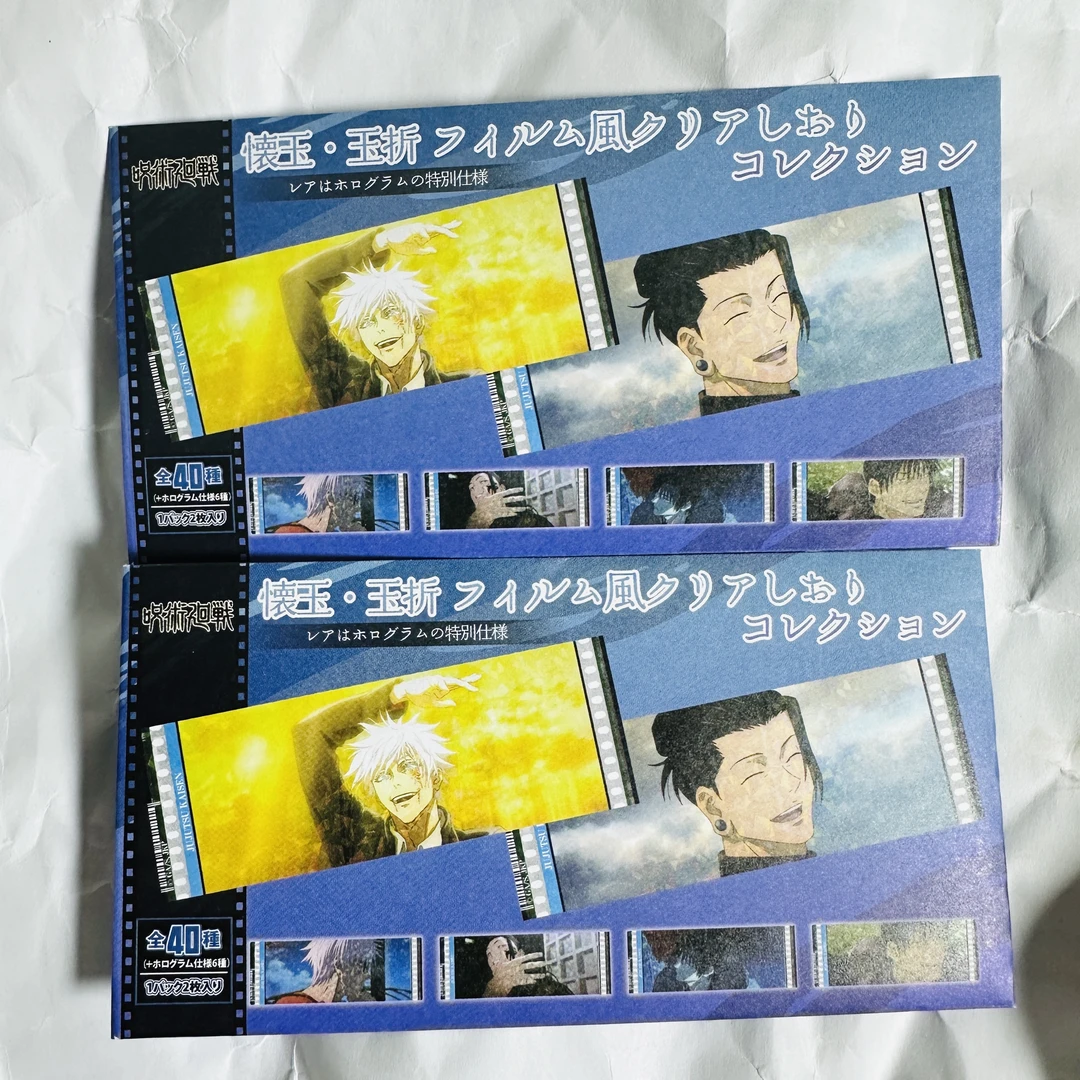 呪術廻戦
懐玉・玉折 フィルム風クリアしおり
コレクション
レアはホログラムの特別仕様
JUJUTSU KAISEN
©GA/S,JKP
JUJUTSU
全40種
(+ホログラム仕様6種)
1パック2枚入り
呪術廻戦
懐玉・玉折 フィルム風クリアしおり
コレクション
レアはホログラムの特別仕様
JUJUTSU KAISEN
©GA/S,JKP
JUJUTSU
全40種
(+ホログラム仕様6種)
1パック2枚入り